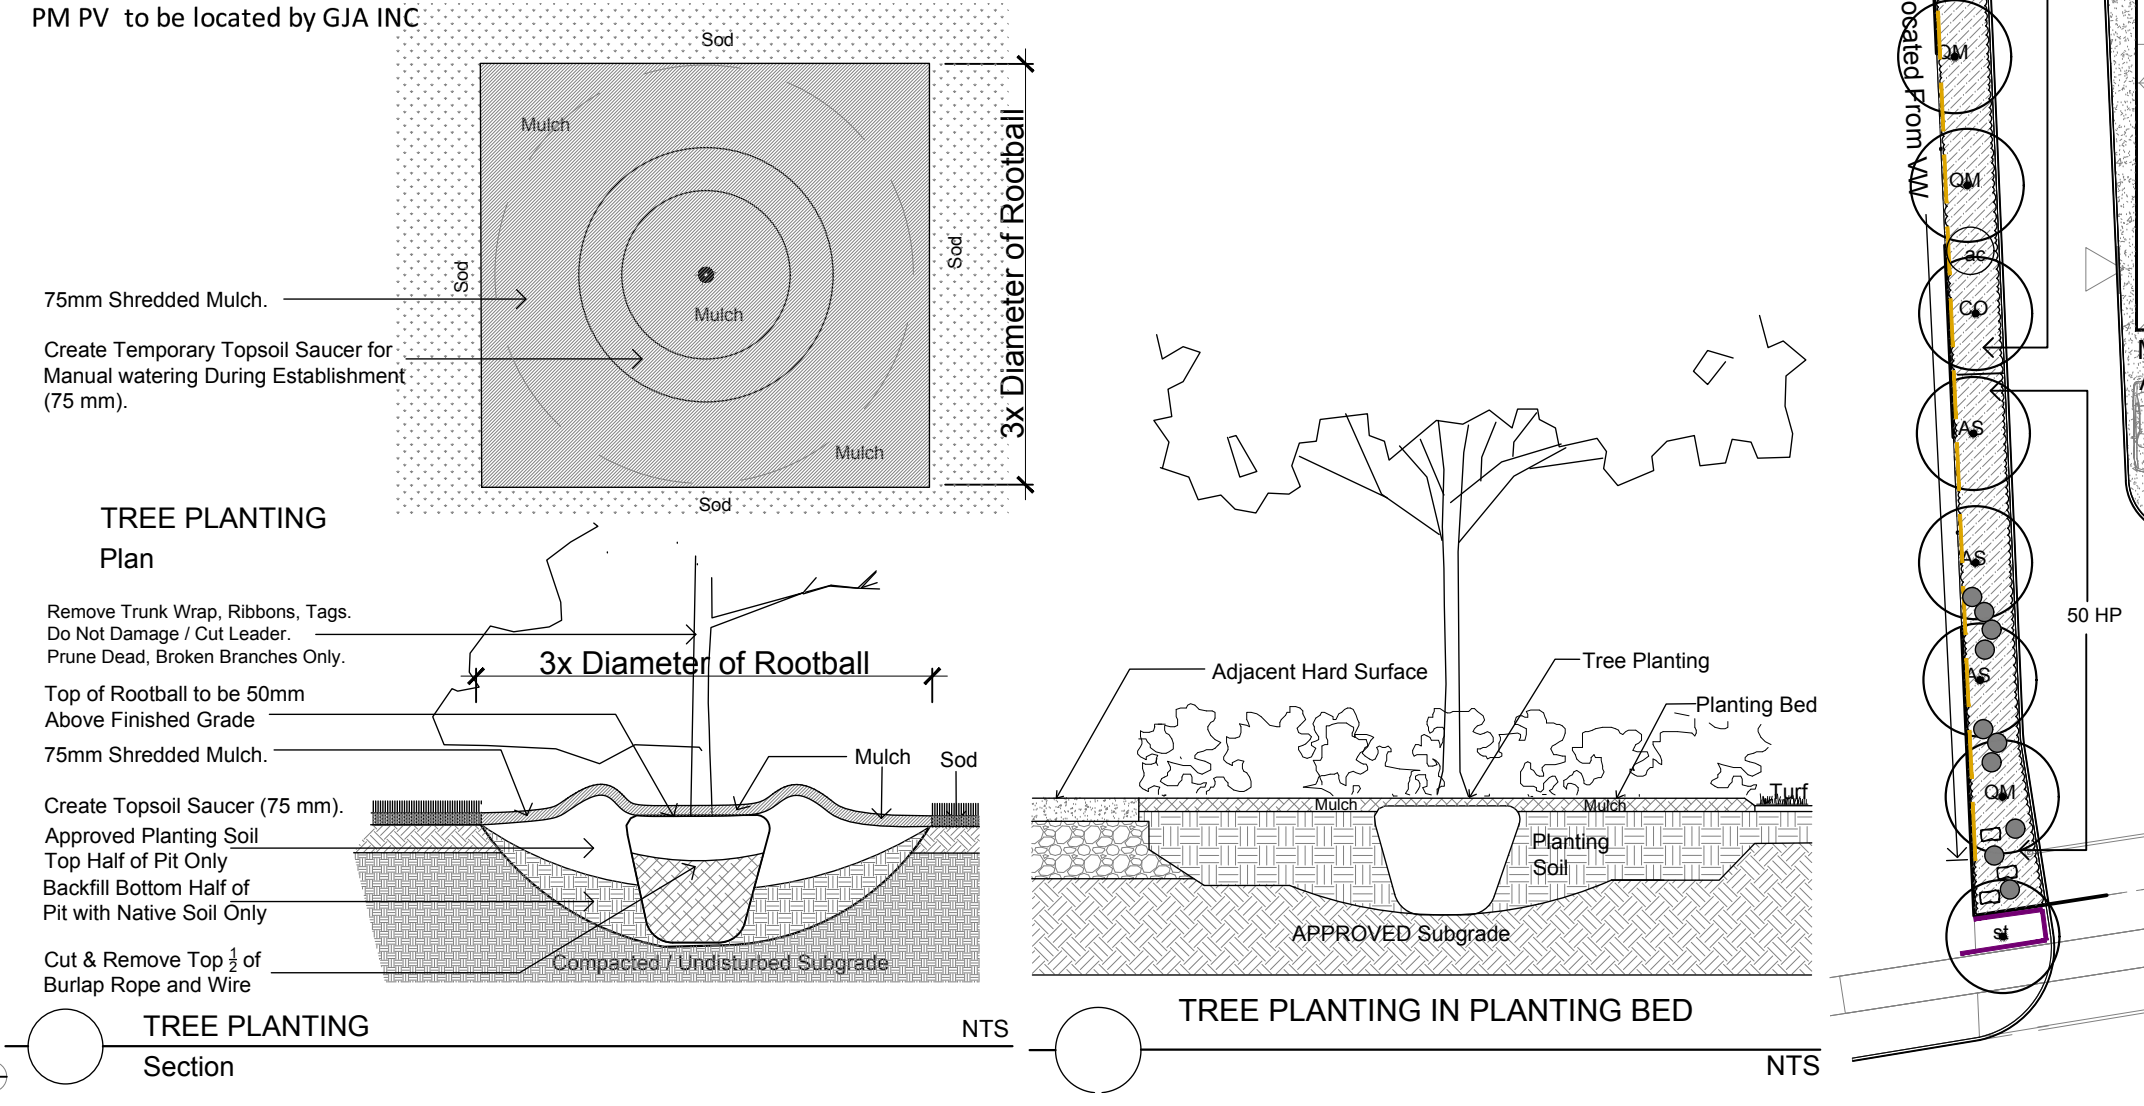 PM PV to be located by GJA INC
Sod
Mulch
Sod
Sod
Mulch
3x Diameter of Rootball
75mm Shredded Mulch.
Create Temporary Topsoil Saucer for
Manual watering During Establishment
(75 mm).
Mulch
Sod
TREE PLANTING
Plan
Remove Trunk Wrap, Ribbons, Tags.
Do Not Damage / Cut Leader.
Prune Dead, Broken Branches Only.
3x Diameter of Rootball
Top of Rootball to be 50mm
Above Finished Grade
75mm Shredded Mulch.
Mulch
Sod
Create Topsoil Saucer (75 mm).
Approved Planting Soil
Top Half of Pit Only
Backfill Bottom Half of
Pit with Native Soil Only
Cut & Remove Top 1/2 of
Burlap Rope and Wire
Compacted / Undisturbed Subgrade
TREE PLANTING
NTS
Section
Adjacent Hard Surface
Tree Planting
Planting Bed
Turf
Mulch
Mulch
Planting
Soil
APPROVED Subgrade
TREE PLANTING IN PLANTING BED
NTS
ocated From VW
QM
QM
ac
CO
AS
AS
AS
QM
st
50 HP